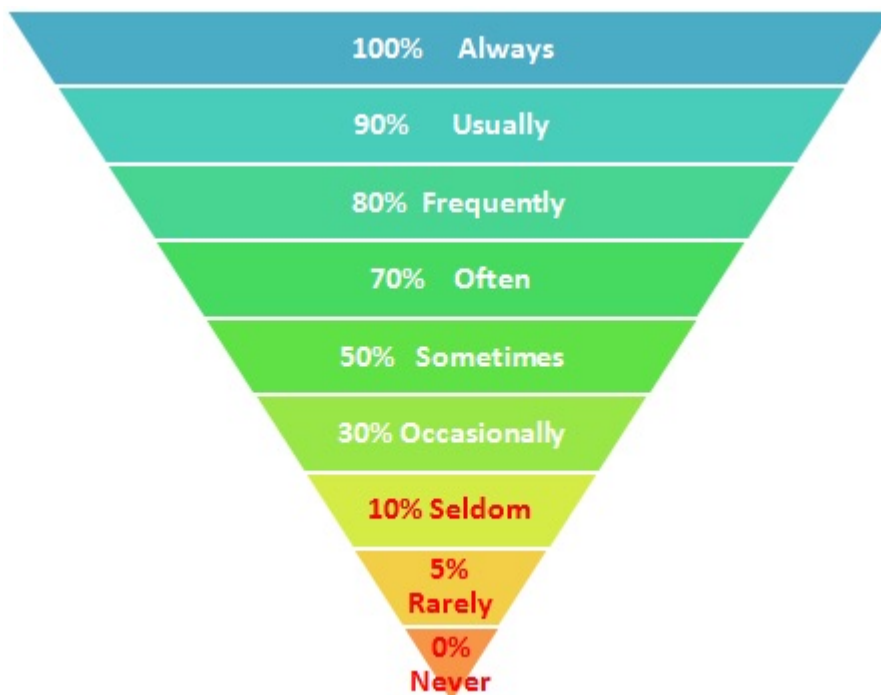 100% Always
90% Usually
80% Frequently
70% Often
50% Sometimes
30% Occasionally
10% Seldom
5%
Rarely
0%
Never